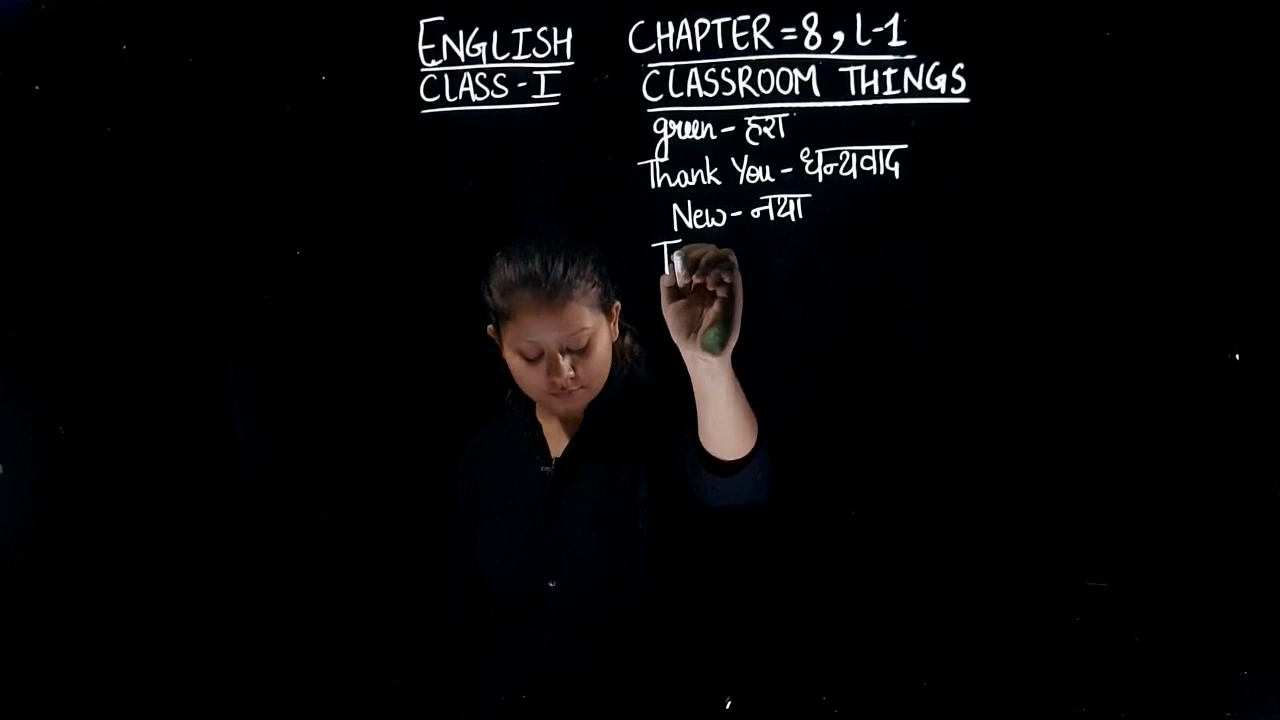 ENGLISH
CLASS-I
CHAPTER=8, L-1
CLASSROOM THINGS
green-हरा
Thank You-धन्यवाद
New-नया
T